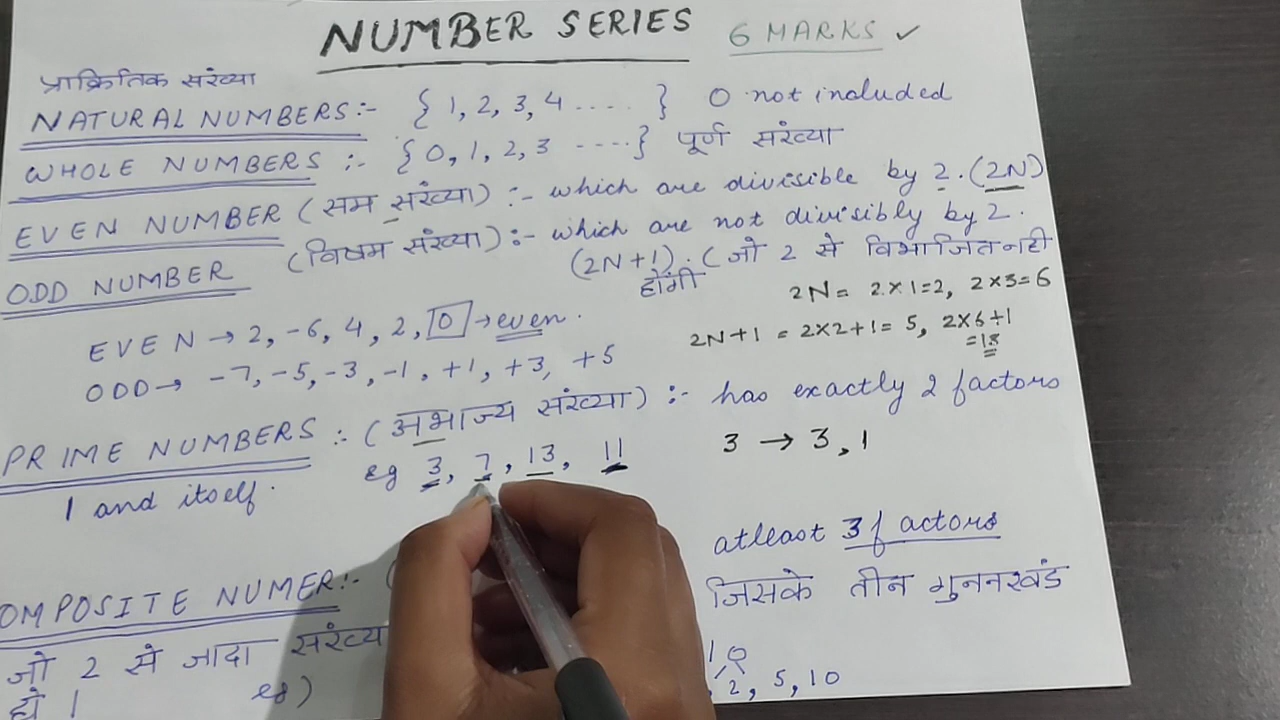 NUMBER SERIES 6 MARKS ✓
प्राक्रितिक संख्या
NATURAL NUMBERS:- { 1, 2, 3, 4 .... } 0 not included
WHOLE NUMBERS :- { 0, 1, 2, 3 ----} पूर्ण संख्या
EVEN NUMBER (सम संख्या) :- which are divisible by 2. (2N)
ODD NUMBER (विषम संख्या) :- which are not divisibly by 2.
(2N+1). (जो 2 से विभाजित नही
होंगी
2N = 2×1=2, 2×3=6
EVEN → 2, -6, 4, 2, 0 → even.
2N+1 = 2×2+1= 5, 2×6+1
=13
ODD → -7, -5, -3, -1, +1, +3, +5
PRIME NUMBERS :- (अभाज्य संख्या) :- has exactly 2 factors
1 and itself.
eg 3, 7, 13, 11
3 → 3, 1
OMPOSITE NUMER:- (
atleast 3 factors
जो 2 से जादा संख्या
जिसके तीन गुननखंड
हो।
eg)
10
2, 5, 10